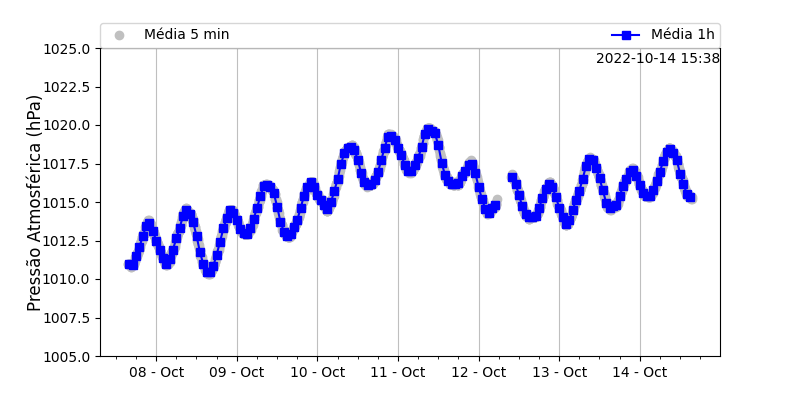 Média 5 min
Média 1h
2022-10-14 15:38
Pressão Atmosférica (hPa)
1025.0
1022.5
1020.0
1017.5
1015.0
1012.5
1010.0
1007.5
1005.0
08 - Oct
09 - Oct
10 - Oct
11 - Oct
12 - Oct
13 - Oct
14 - Oct